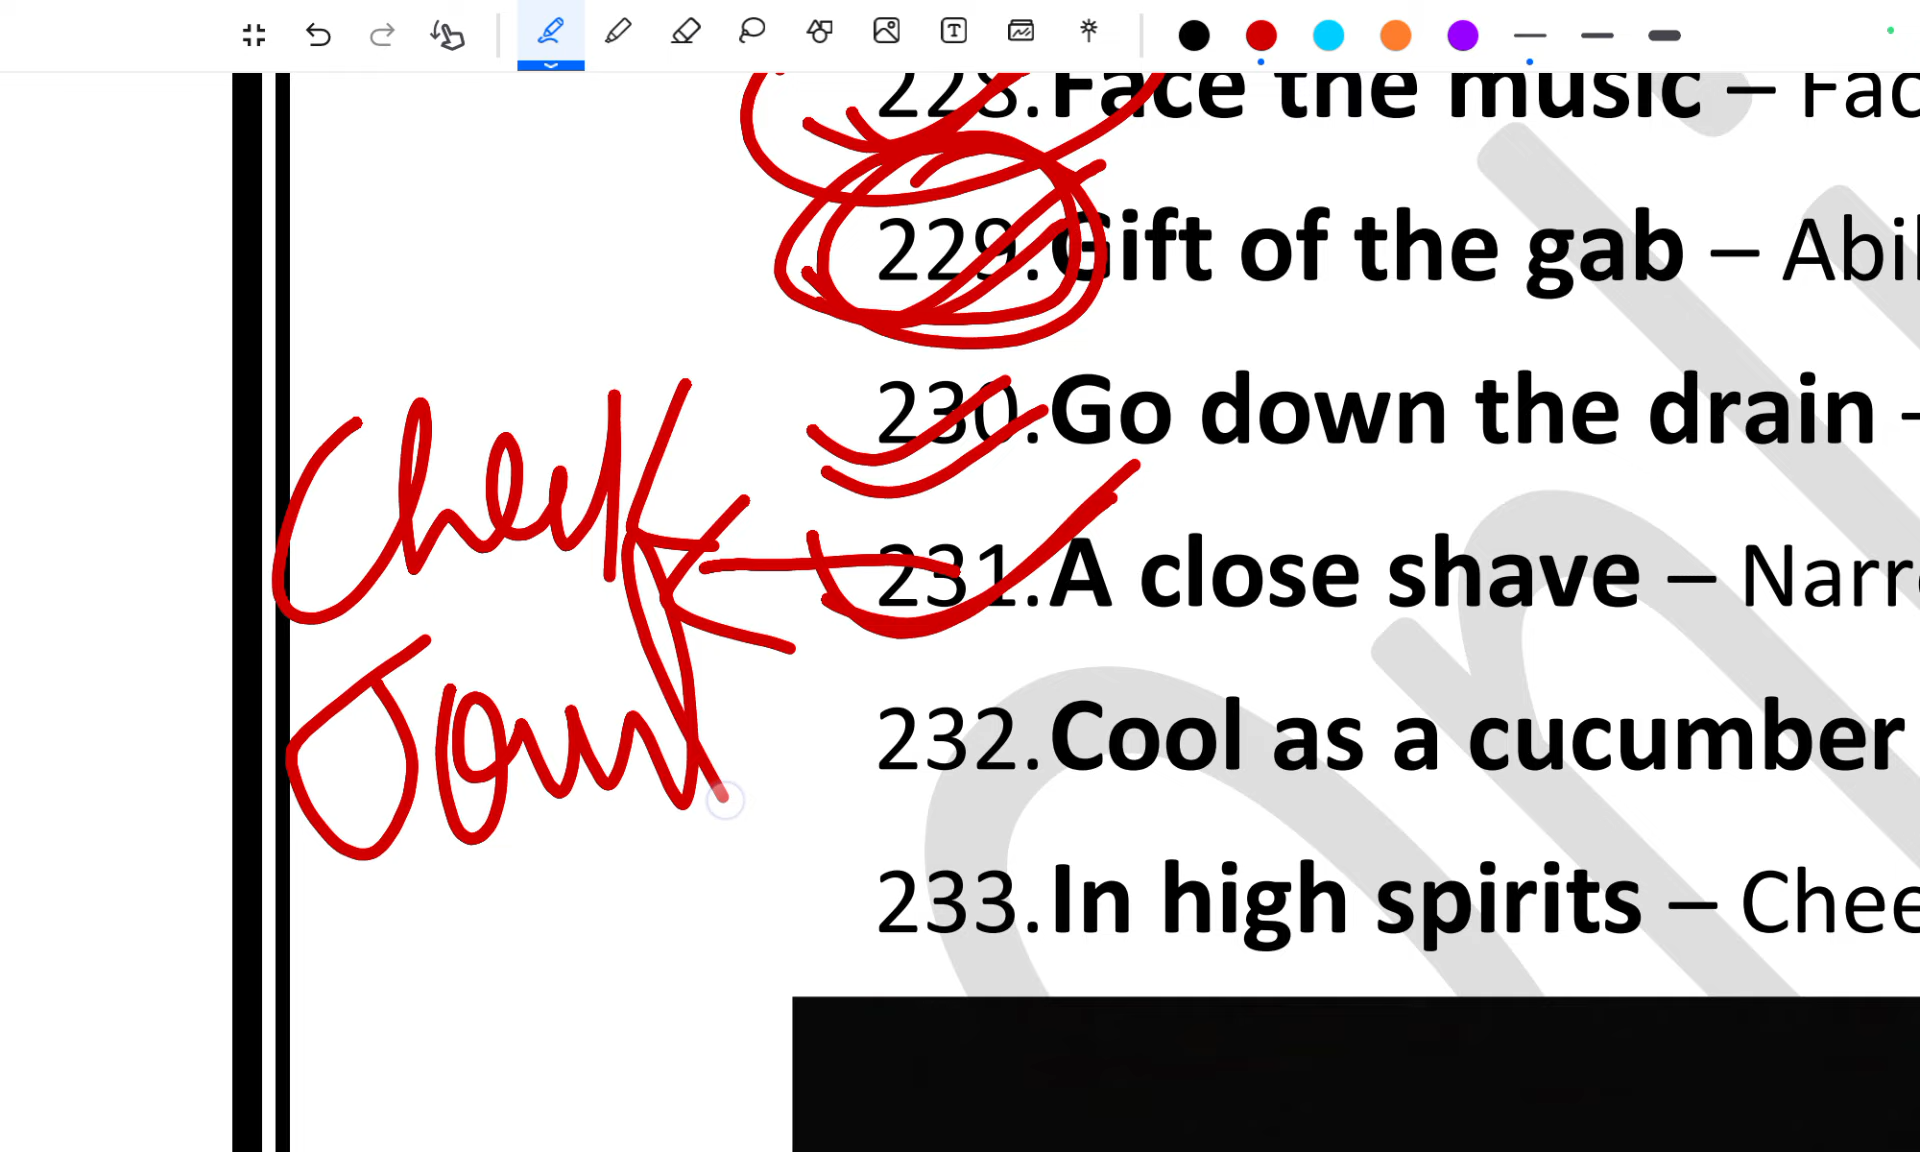 228. Face the music – Fac
229. Gift of the gab – Abil
230. Go down the drain –
Check
231. A close shave – Narr
232. Cool as a cucumber
233. In high spirits – Chee